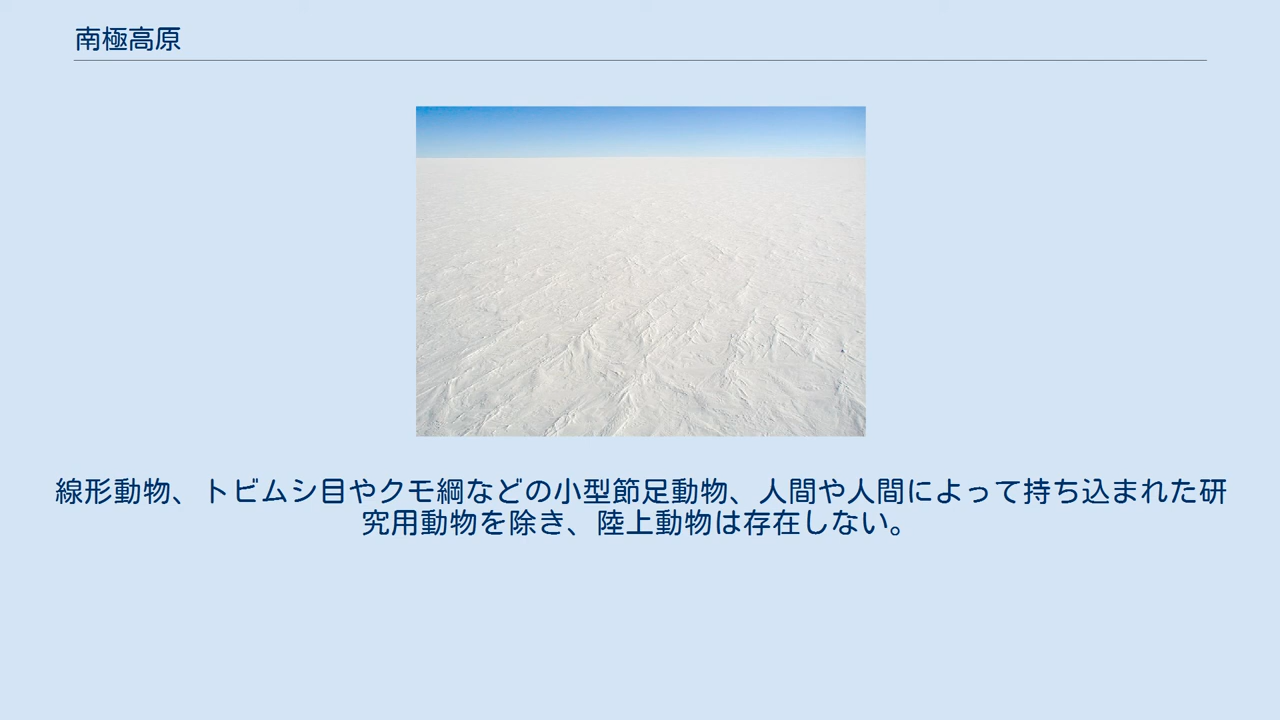 南極高原
線形動物、トビムシ目やクモ綱などの小型節足動物、人間や人間によって持ち込まれた研
究用動物を除き、陸上動物は存在しない。